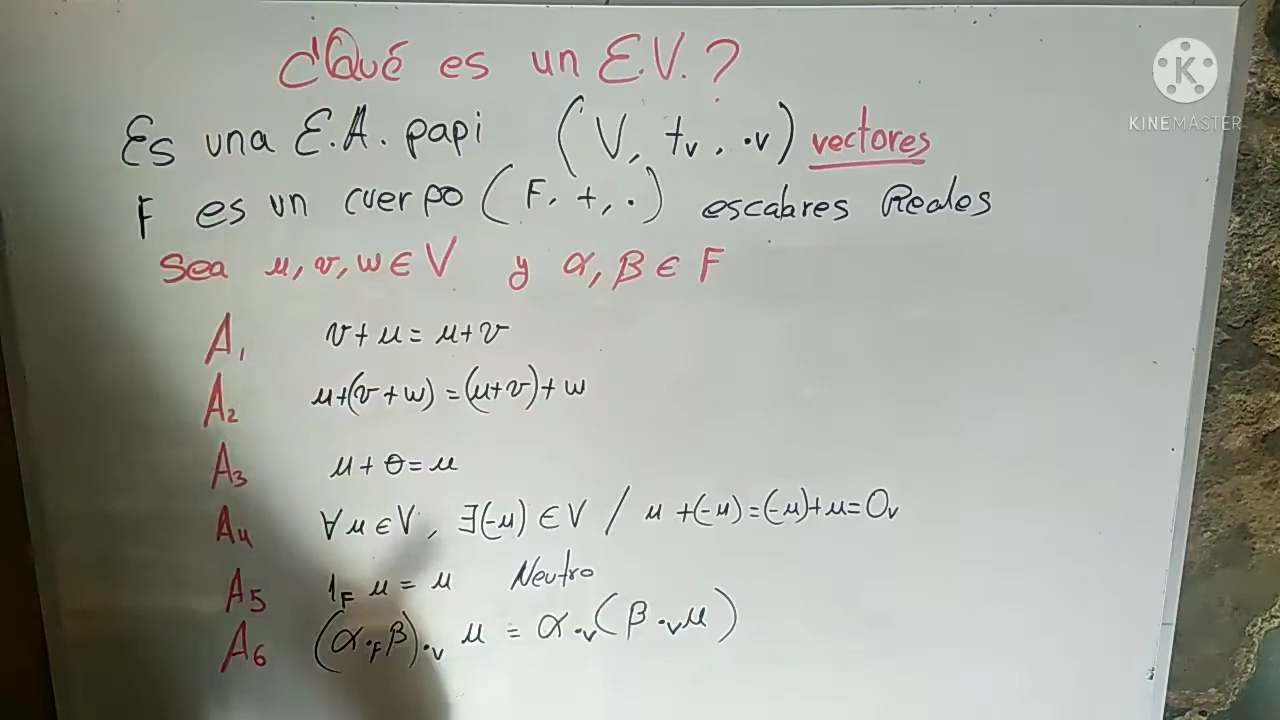 ¿Qué es un E.V.?
Es una E.A. papi (V, +v, ·v) vectores
F es un cuerpo (F, +, ·) escalares Reales
Sea u, v, w ∈ V y α, β ∈ F
A1 v + u = u + v
A2 u + (v + w) = (u + v) + w
A3 u + θ = u
A4 ∀ u ∈ V, ∃(-u) ∈ V / u + (-u) = (-u) + u = 0v
A5 1F u = u Neutro
A6 (α ·F β) ·v u = α ·v (β ·v u)
K
KINEMASTER